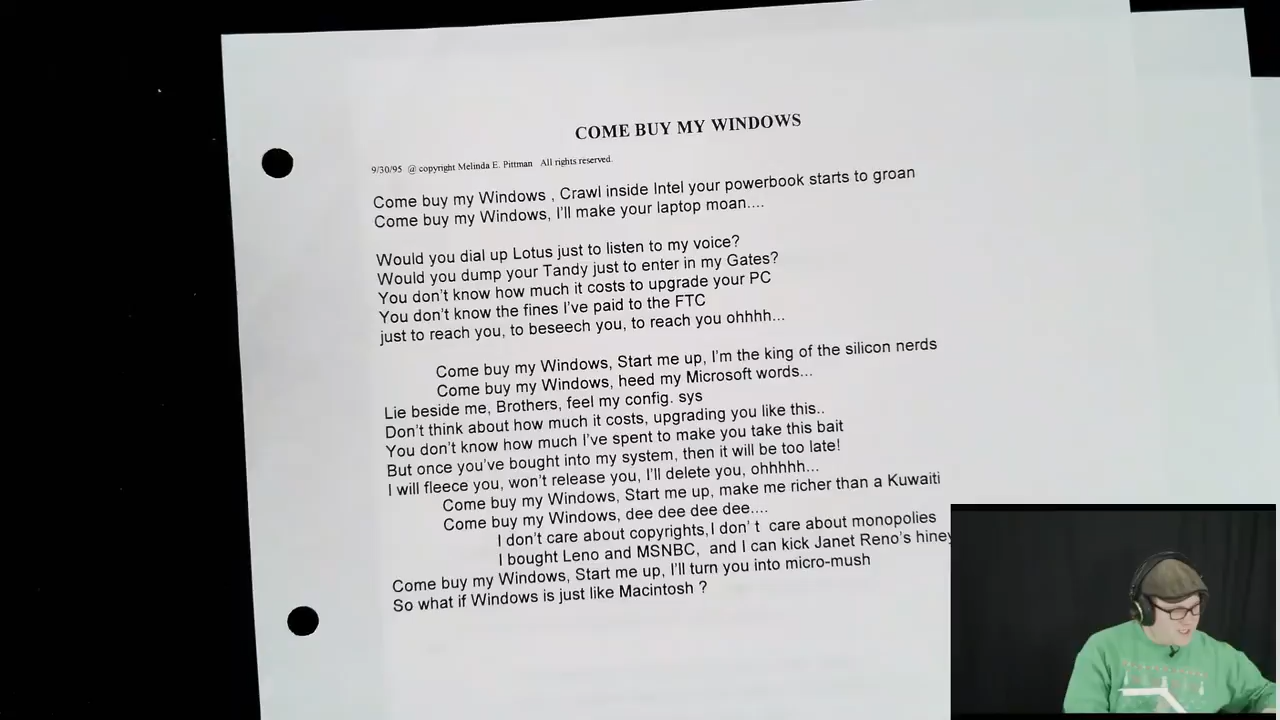 COME BUY MY WINDOWS
9/30/95 @ copyright Melinda E. Pittman All rights reserved.
Come buy my Windows , Crawl inside Intel your powerbook starts to groan
Come buy my Windows, I'll make your laptop moan....
Would you dial up Lotus just to listen to my voice?
Would you dump your Tandy just to enter in my Gates?
You don't know how much it costs to upgrade your PC
You don't know the fines I've paid to the FTC
just to reach you, to beseech you, to reach you ohhhh...
Come buy my Windows, Start me up, I'm the king of the silicon nerds
Come buy my Windows, heed my Microsoft words...
Lie beside me, Brothers, feel my config. sys
Don't think about how much it costs, upgrading you like this..
You don't know how much I've spent to make you take this bait
But once you've bought into my system, then it will be too late!
I will fleece you, won't release you, I'll delete you, ohhhhh...
Come buy my Windows, Start me up, make me richer than a Kuwaiti
Come buy my Windows, dee dee dee dee....
I don't care about copyrights,I don't care about monopolies
I bought Leno and MSNBC, and I can kick Janet Reno's hiney
Come buy my Windows, Start me up, I'll turn you into micro-mush
So what if Windows is just like Macintosh ?